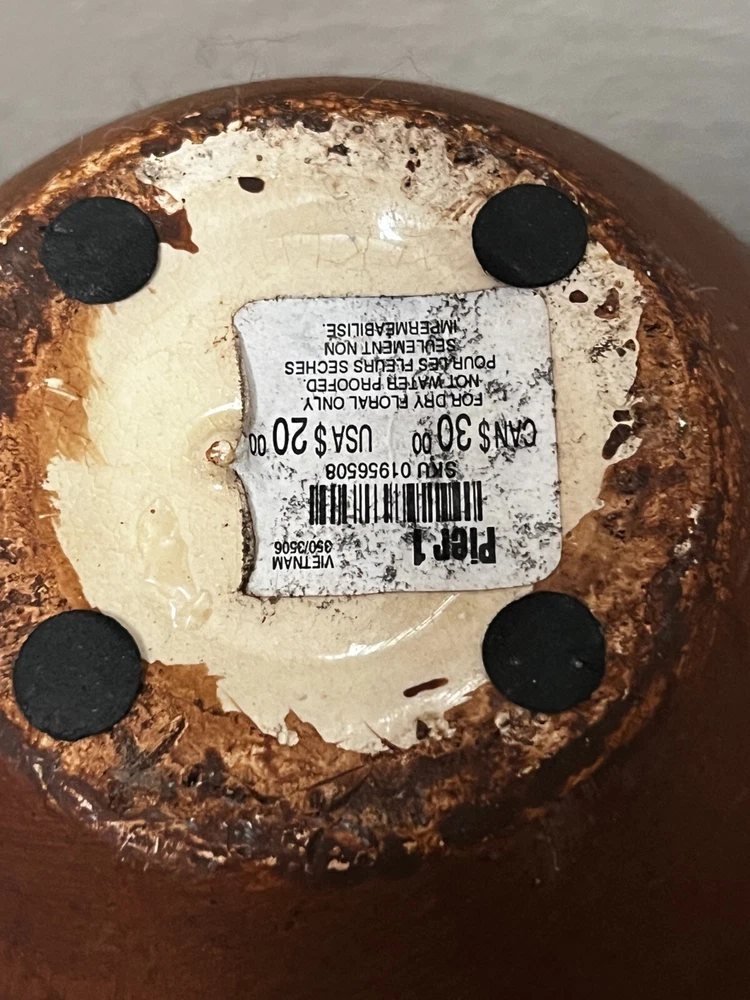 Pier 1
VIETNAM
350/3506
SKU 01956508
CAN $ 30 00 USA $ 20 00
FOR DRY FLORAL ONLY.
NOT WATER PROOFED.
POUR LES FLEURS SECHES
SEULEMENT NON
IMPERMEABILISE.